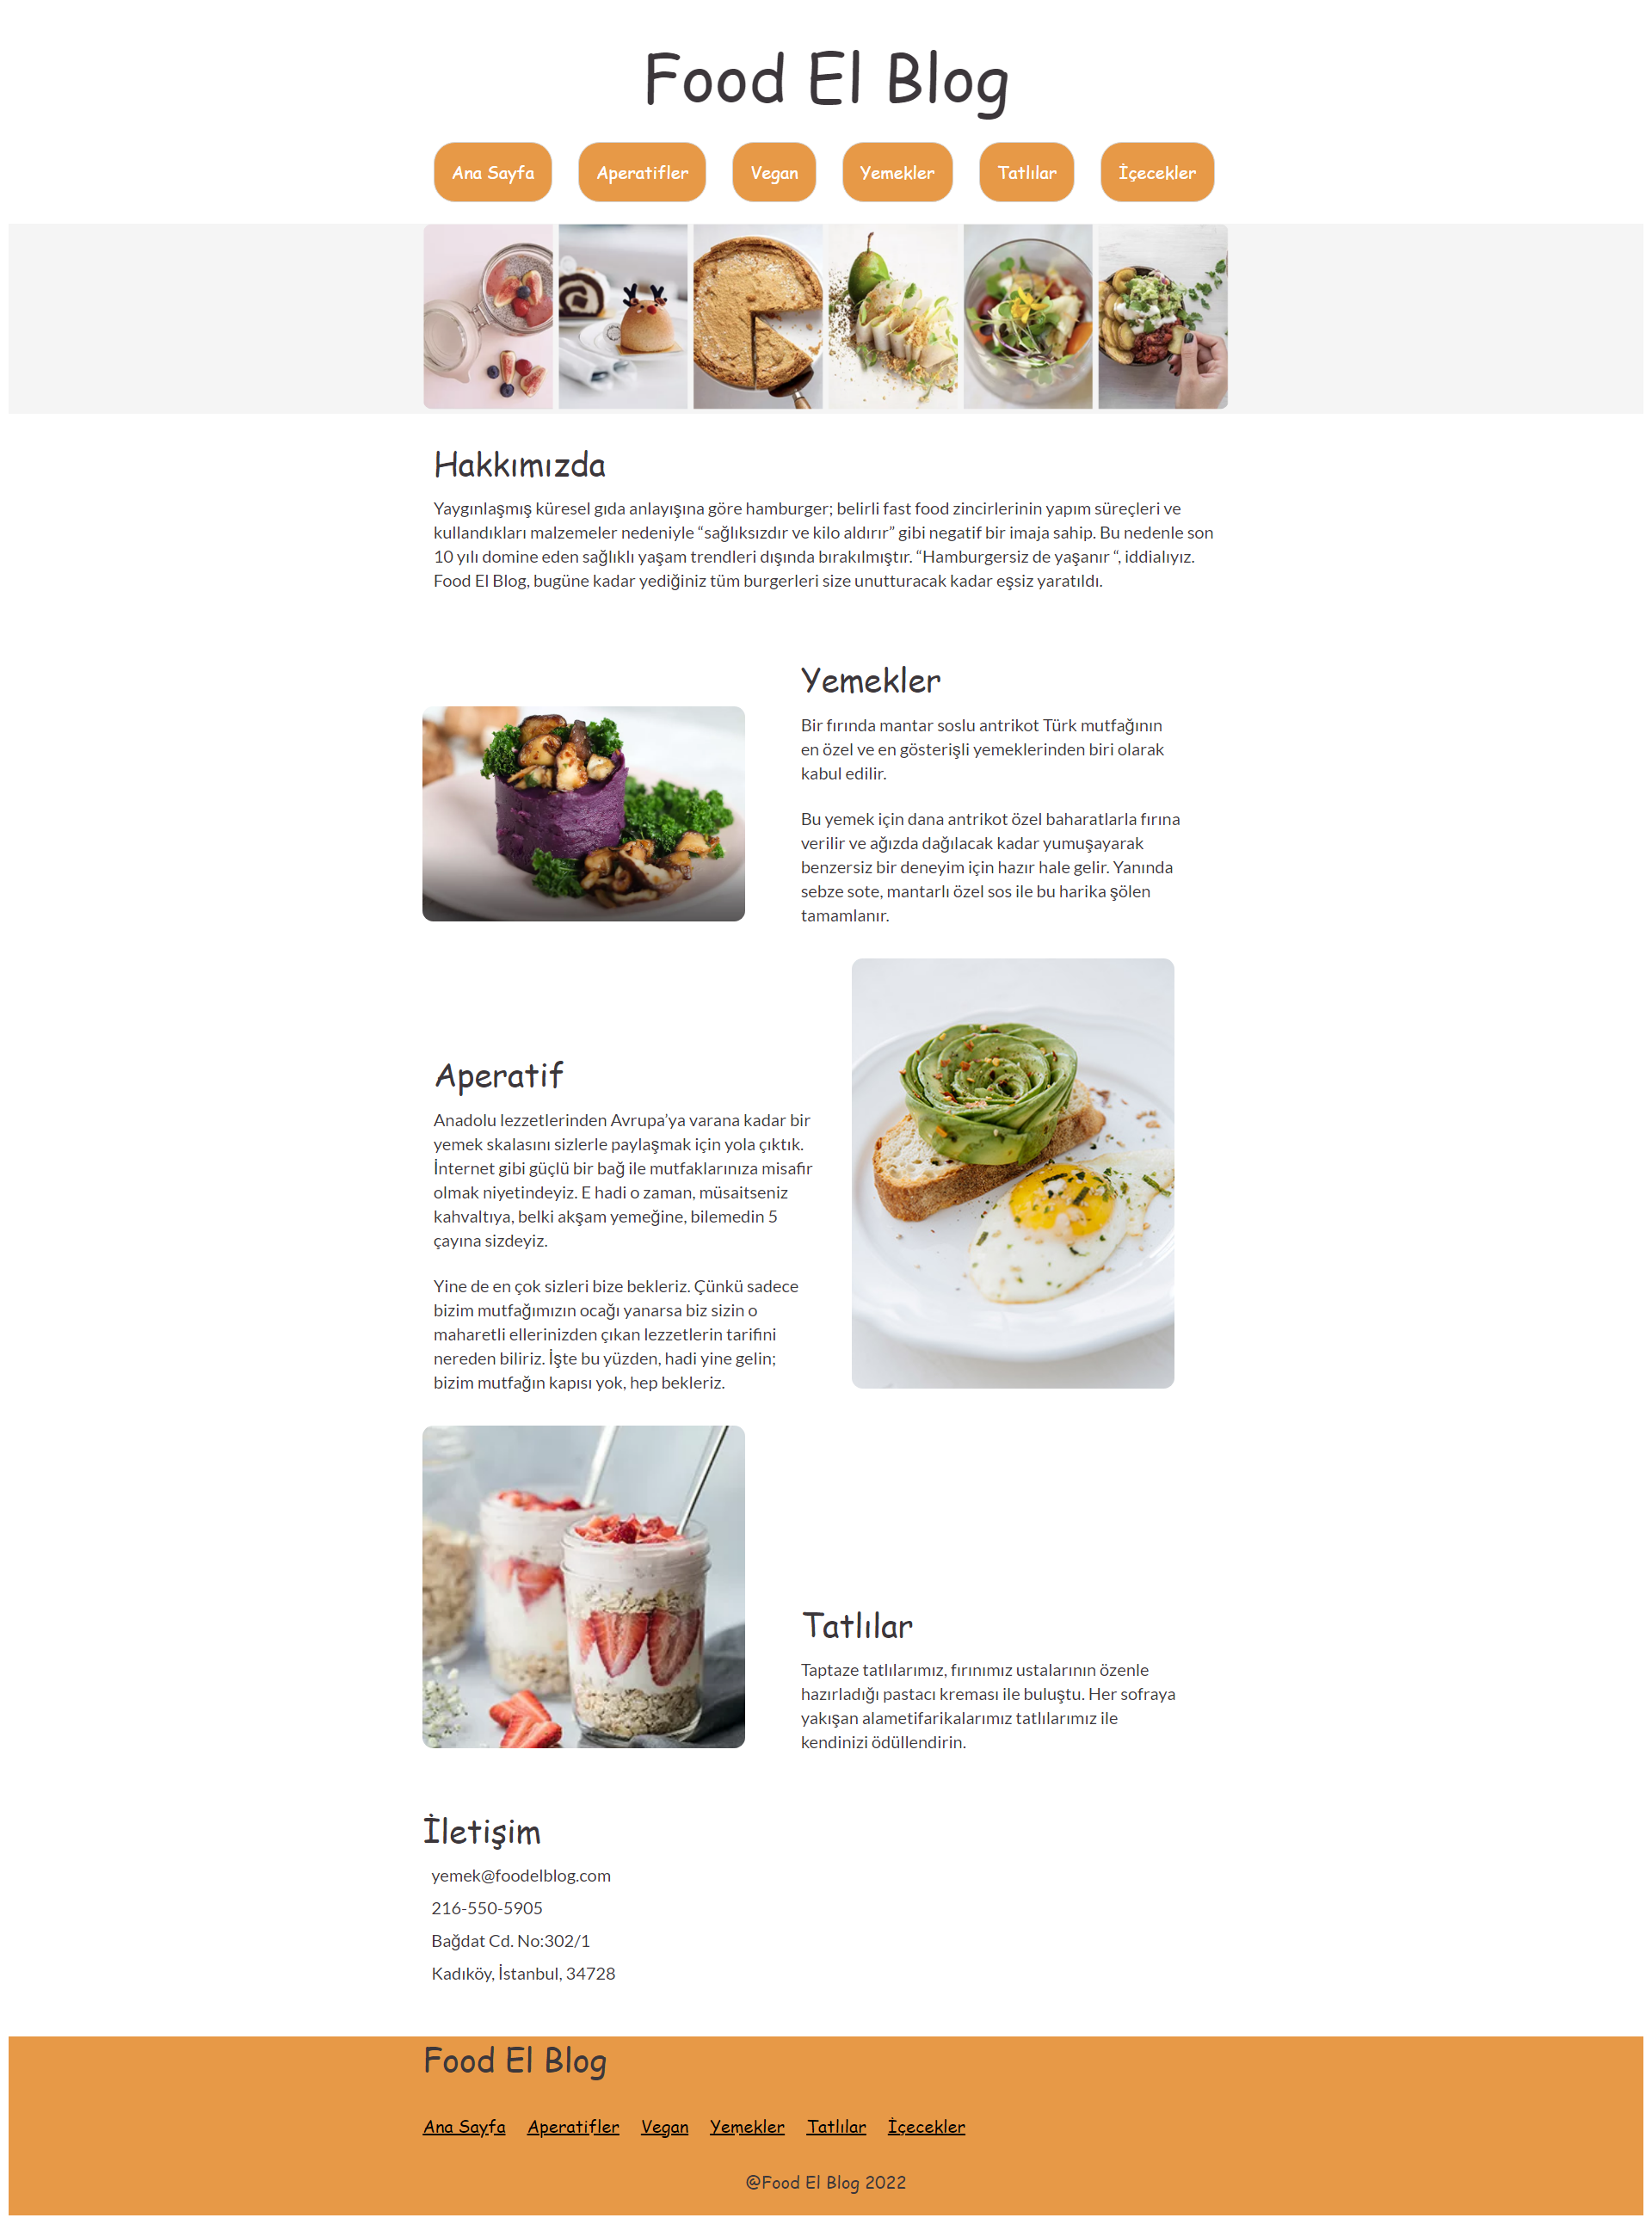 Food El Blog
Ana Sayfa
Aperatifler
Vegan
Yemekler
Tatlılar
İçecekler
Hakkımızda
Yaygınlaşmış küresel gıda anlayışına göre hamburger; belirli fast food zincirlerinin yapım süreçleri ve
kullandıkları malzemeler nedeniyle “sağlıksızdır ve kilo aldırır” gibi negatif bir imaja sahip. Bu nedenle son
10 yılı domine eden sağlıklı yaşam trendleri dışında bırakılmıştır. “Hamburgersiz de yaşanır “, iddialıyız.
Food El Blog, bugüne kadar yediğiniz tüm burgerleri size unutturacak kadar eşsiz yaratıldı.
Yemekler
Bir fırında mantar soslu antrikot Türk mutfağının
en özel ve en gösterişli yemeklerinden biri olarak
kabul edilir.
Bu yemek için dana antrikot özel baharatlarla fırına
verilir ve ağızda dağılacak kadar yumuşayarak
benzersiz bir deneyim için hazır hale gelir. Yanında
sebze sote, mantarlı özel sos ile bu harika şölen
tamamlanır.
Aperatif
Anadolu lezzetlerinden Avrupa’ya varana kadar bir
yemek skalasını sizlerle paylaşmak için yola çıktık.
İnternet gibi güçlü bir bağ ile mutfaklarınıza misafir
olmak niyetindeyiz. E hadi o zaman, müsaitseniz
kahvaltıya, belki akşam yemeğine, bilemedin 5
çayına sizdeyiz.
Yine de en çok sizleri bize bekleriz. Çünkü sadece
bizim mutfağımızın ocağı yanarsa biz sizin o
maharetli ellerinizden çıkan lezzetlerin tarifini
nereden biliriz. İşte bu yüzden, hadi yine gelin;
bizim mutfağın kapısı yok, hep bekleriz.
Tatlılar
Taptaze tatlılarımız, fırınımız ustalarının özenle
hazırladığı pastacı kreması ile buluştu. Her sofraya
yakışan alametifarikalarımız tatlılarımız ile
kendinizi ödüllendirin.
İletişim
yemek@foodelblog.com
216-550-5905
Bağdat Cd. No:302/1
Kadıköy, İstanbul, 34728
Food El Blog
Ana Sayfa Aperatifler Vegan Yemekler Tatlılar İçecekler
@Food El Blog 2022